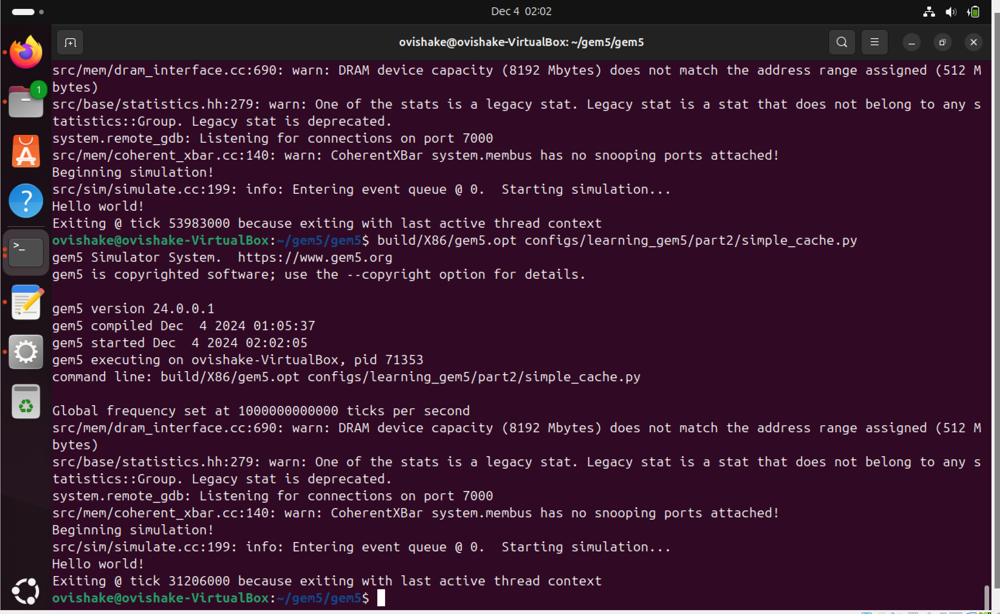 Dec 4  02:02
ovishake@ovishake-VirtualBox: ~/gem5/gem5
1
src/mem/dram_interface.cc:690: warn: DRAM device capacity (8192 Mbytes) does not match the address range assigned (512 M
bytes)
src/base/statistics.hh:279: warn: One of the stats is a legacy stat. Legacy stat is a stat that does not belong to any s
tatistics::Group. Legacy stat is deprecated.
system.remote_gdb: Listening for connections on port 7000
src/mem/coherent_xbar.cc:140: warn: CoherentXBar system.membus has no snooping ports attached!
Beginning simulation!
src/sim/simulate.cc:199: info: Entering event queue @ 0.  Starting simulation...
Hello world!
Exiting @ tick 53983000 because exiting with last active thread context
ovishake@ovishake-VirtualBox:~/gem5/gem5$ build/X86/gem5.opt configs/learning_gem5/part2/simple_cache.py
gem5 Simulator System.  https://www.gem5.org
gem5 is copyrighted software; use the --copyright option for details.
gem5 version 24.0.0.1
gem5 compiled Dec  4 2024 01:05:37
gem5 started Dec  4 2024 02:02:05
gem5 executing on ovishake-VirtualBox, pid 71353
command line: build/X86/gem5.opt configs/learning_gem5/part2/simple_cache.py
Global frequency set at 1000000000000 ticks per second
src/mem/dram_interface.cc:690: warn: DRAM device capacity (8192 Mbytes) does not match the address range assigned (512 M
bytes)
src/base/statistics.hh:279: warn: One of the stats is a legacy stat. Legacy stat is a stat that does not belong to any s
tatistics::Group. Legacy stat is deprecated.
system.remote_gdb: Listening for connections on port 7000
src/mem/coherent_xbar.cc:140: warn: CoherentXBar system.membus has no snooping ports attached!
Beginning simulation!
src/sim/simulate.cc:199: info: Entering event queue @ 0.  Starting simulation...
Hello world!
Exiting @ tick 31206000 because exiting with last active thread context
ovishake@ovishake-VirtualBox:~/gem5/gem5$